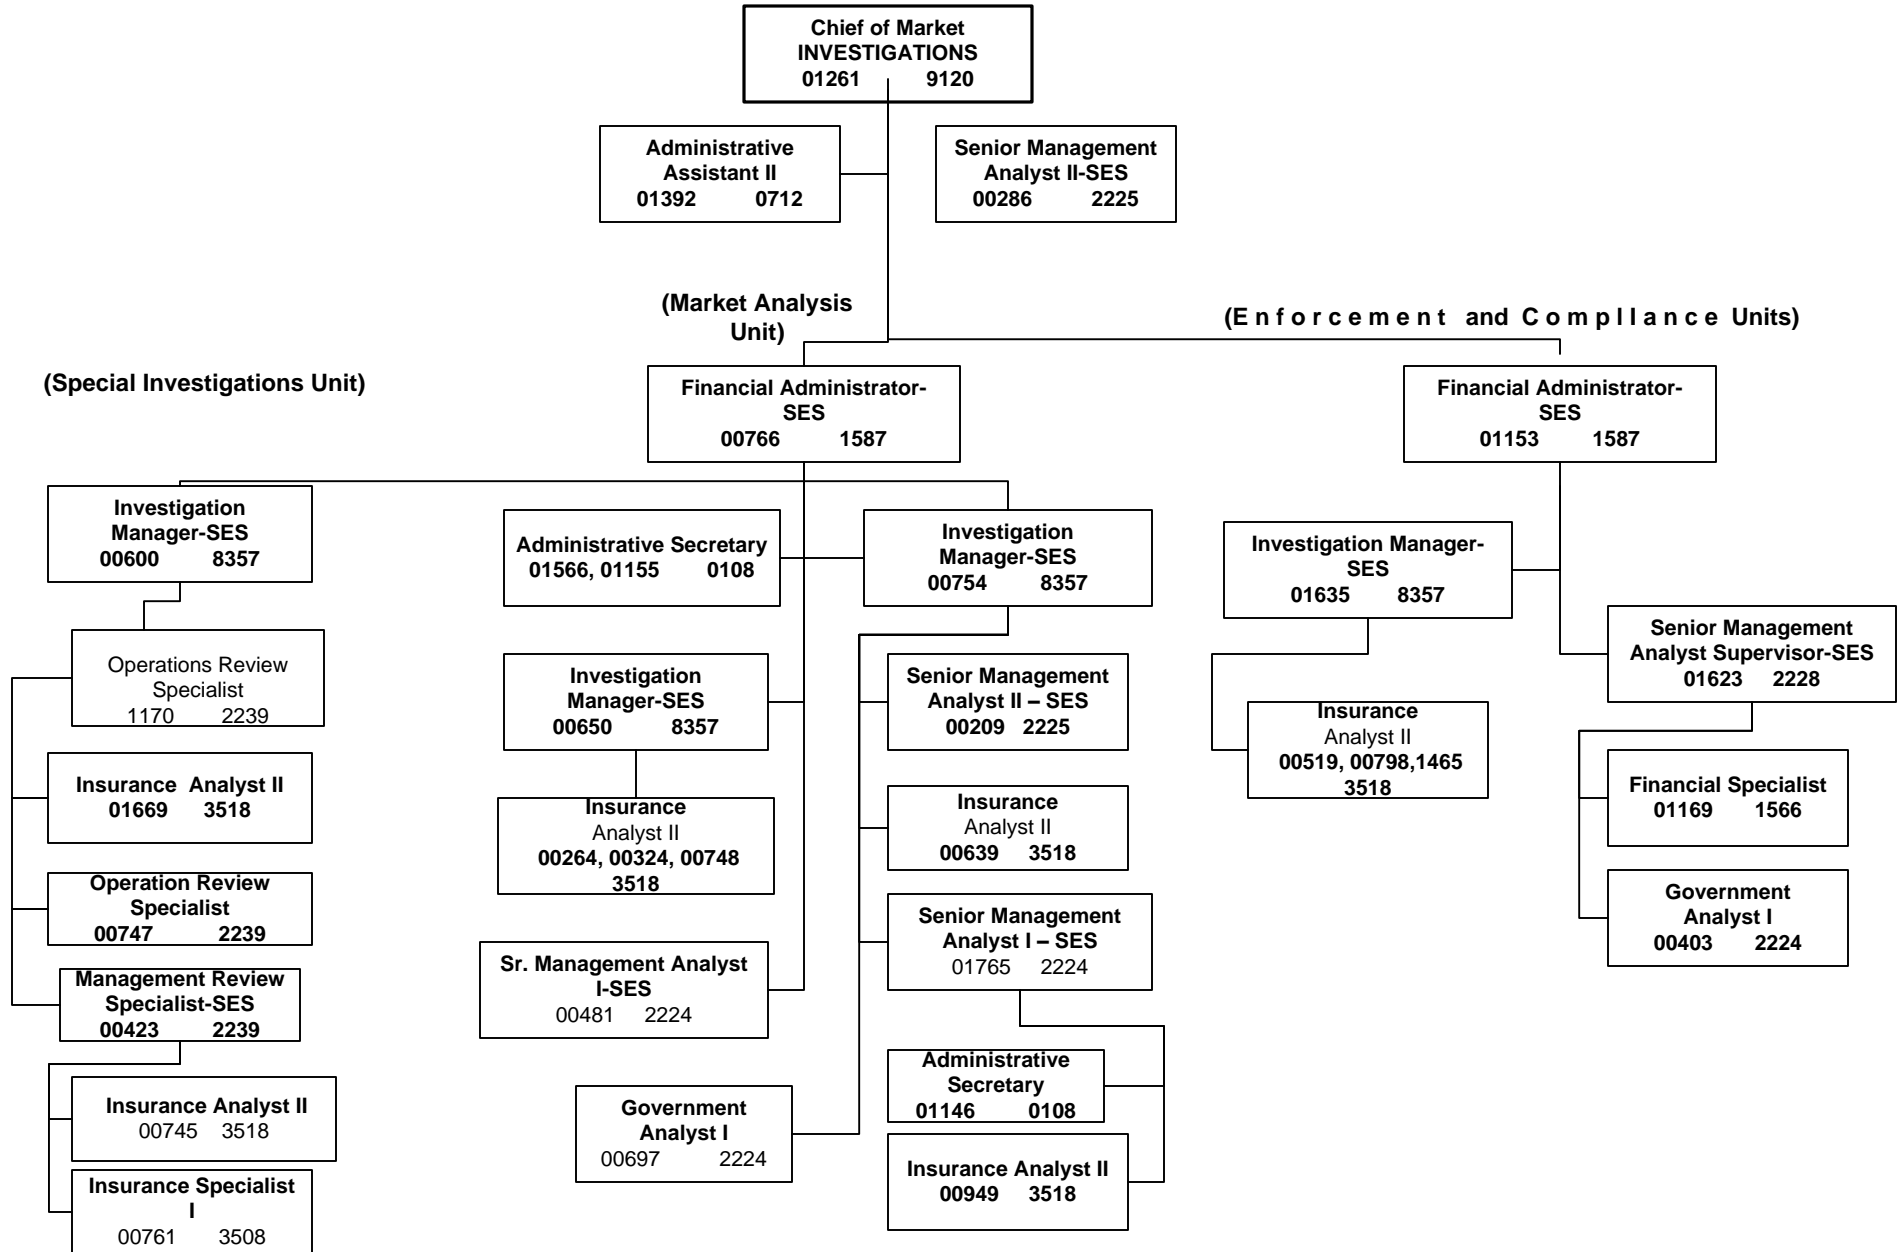 Chief of Market
INVESTIGATIONS
01261 9120
Administrative
Assistant II
01392 0712
Senior Management
Analyst II-SES
00286 2225
(Market Analysis
Unit)
(E n f o r c e m e n t and C o m p l I a n c e Units)
(Special Investigations Unit)
Financial Administrator-
SES
00766 1587
Financial Administrator-
SES
01153 1587
Investigation
Manager-SES
00600 8357
Operations Review
Specialist
1170 2239
Insurance Analyst II
01669 3518
Operation Review
Specialist
00747 2239
Management Review
Specialist-SES
00423 2239
Insurance Analyst II
00745 3518
Insurance Specialist
I
00761 3508
Administrative Secretary
01566, 01155 0108
Investigation
Manager-SES
00650 8357
Insurance
Analyst II
00264, 00324, 00748
3518
Sr. Management Analyst
I-SES
00481 2224
Government
Analyst I
00697 2224
Investigation
Manager-SES
00754 8357
Senior Management
Analyst II – SES
00209 2225
Insurance
Analyst II
00639 3518
Senior Management
Analyst I – SES
01765 2224
Administrative
Secretary
01146 0108
Insurance Analyst II
00949 3518
Investigation Manager-
SES
01635 8357
Insurance
Analyst II
00519, 00798,1465
3518
Senior Management
Analyst Supervisor-SES
01623 2228
Financial Specialist
01169 1566
Government
Analyst I
00403 2224